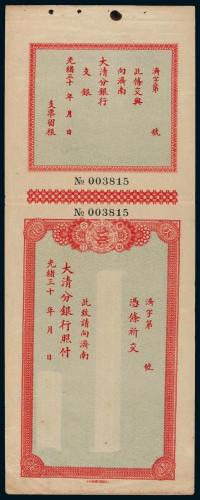 濟字第　號
此條交與
向濟南
大清分銀行
支銀
光緒三十　年　月　日
支票留根
№ 003815
№ 003815
濟字第　號
憑條祈交
此致請向濟南
大清分銀行照付
光緒三十　年　月　日